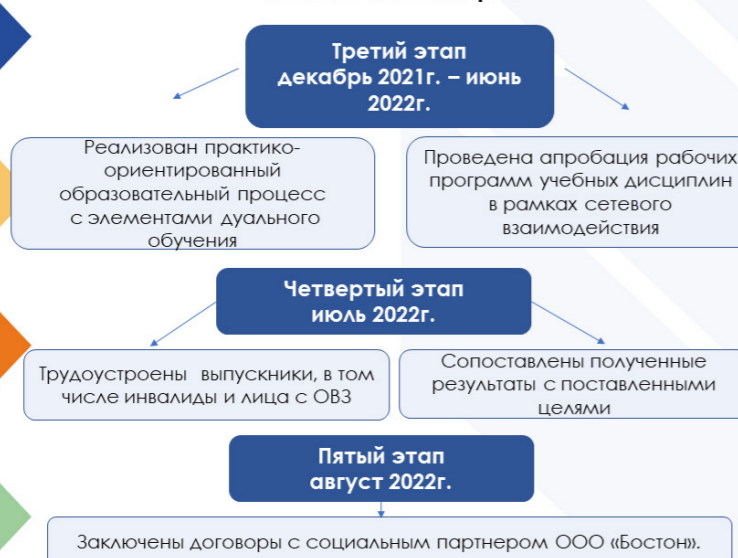 Третий этап
декабрь 2021г. – июнь
2022г.
Реализован практико-
ориентированный
образовательный процесс
с элементами дуального
обучения
Проведена апробация рабочих
программ учебных дисциплин
в рамках сетевого
взаимодействия
Четвертый этап
июль 2022г.
Трудоустроены выпускники, в том
числе инвалиды и лица с ОВЗ
Сопоставлены полученные
результаты с поставленными
целями
Пятый этап
август 2022г.
Заключены договоры с социальным партнером ООО «Бостон».